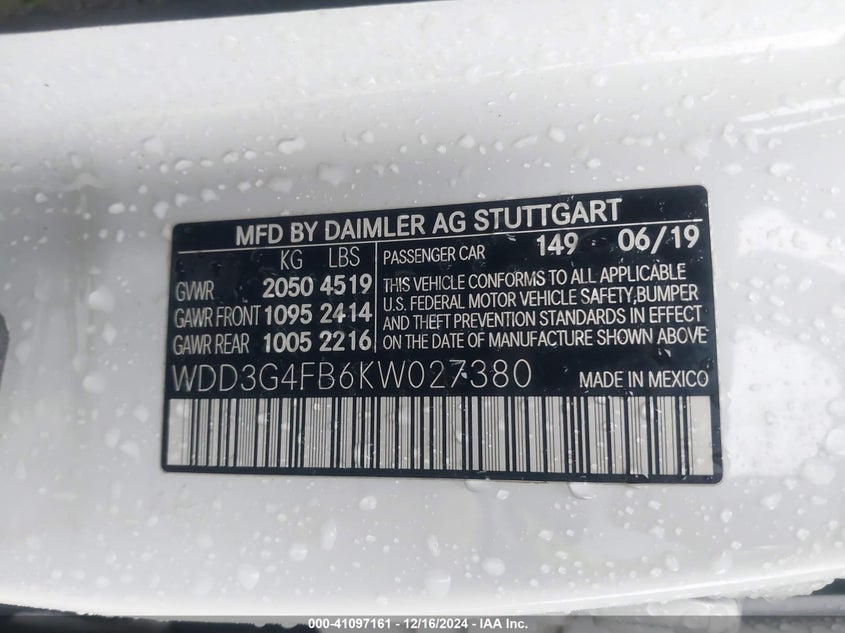 MFD BY DAIMLER AG STUTTGART
KG LBS
GVWR 2050 4519
GAWR FRONT 1095 2414
GAWR REAR 1005 2216
PASSENGER CAR 149 06/19
THIS VEHICLE CONFORMS TO ALL APPLICABLE
U.S. FEDERAL MOTOR VEHICLE SAFETY,BUMPER
AND THEFT PREVENTION STANDARDS IN EFFECT
ON THE DATE OF MANUFACTURE SHOWN ABOVE
WDD3G4FB6KW027380 MADE IN MEXICO
000-41097161 - 12/16/2024 - IAA Inc.